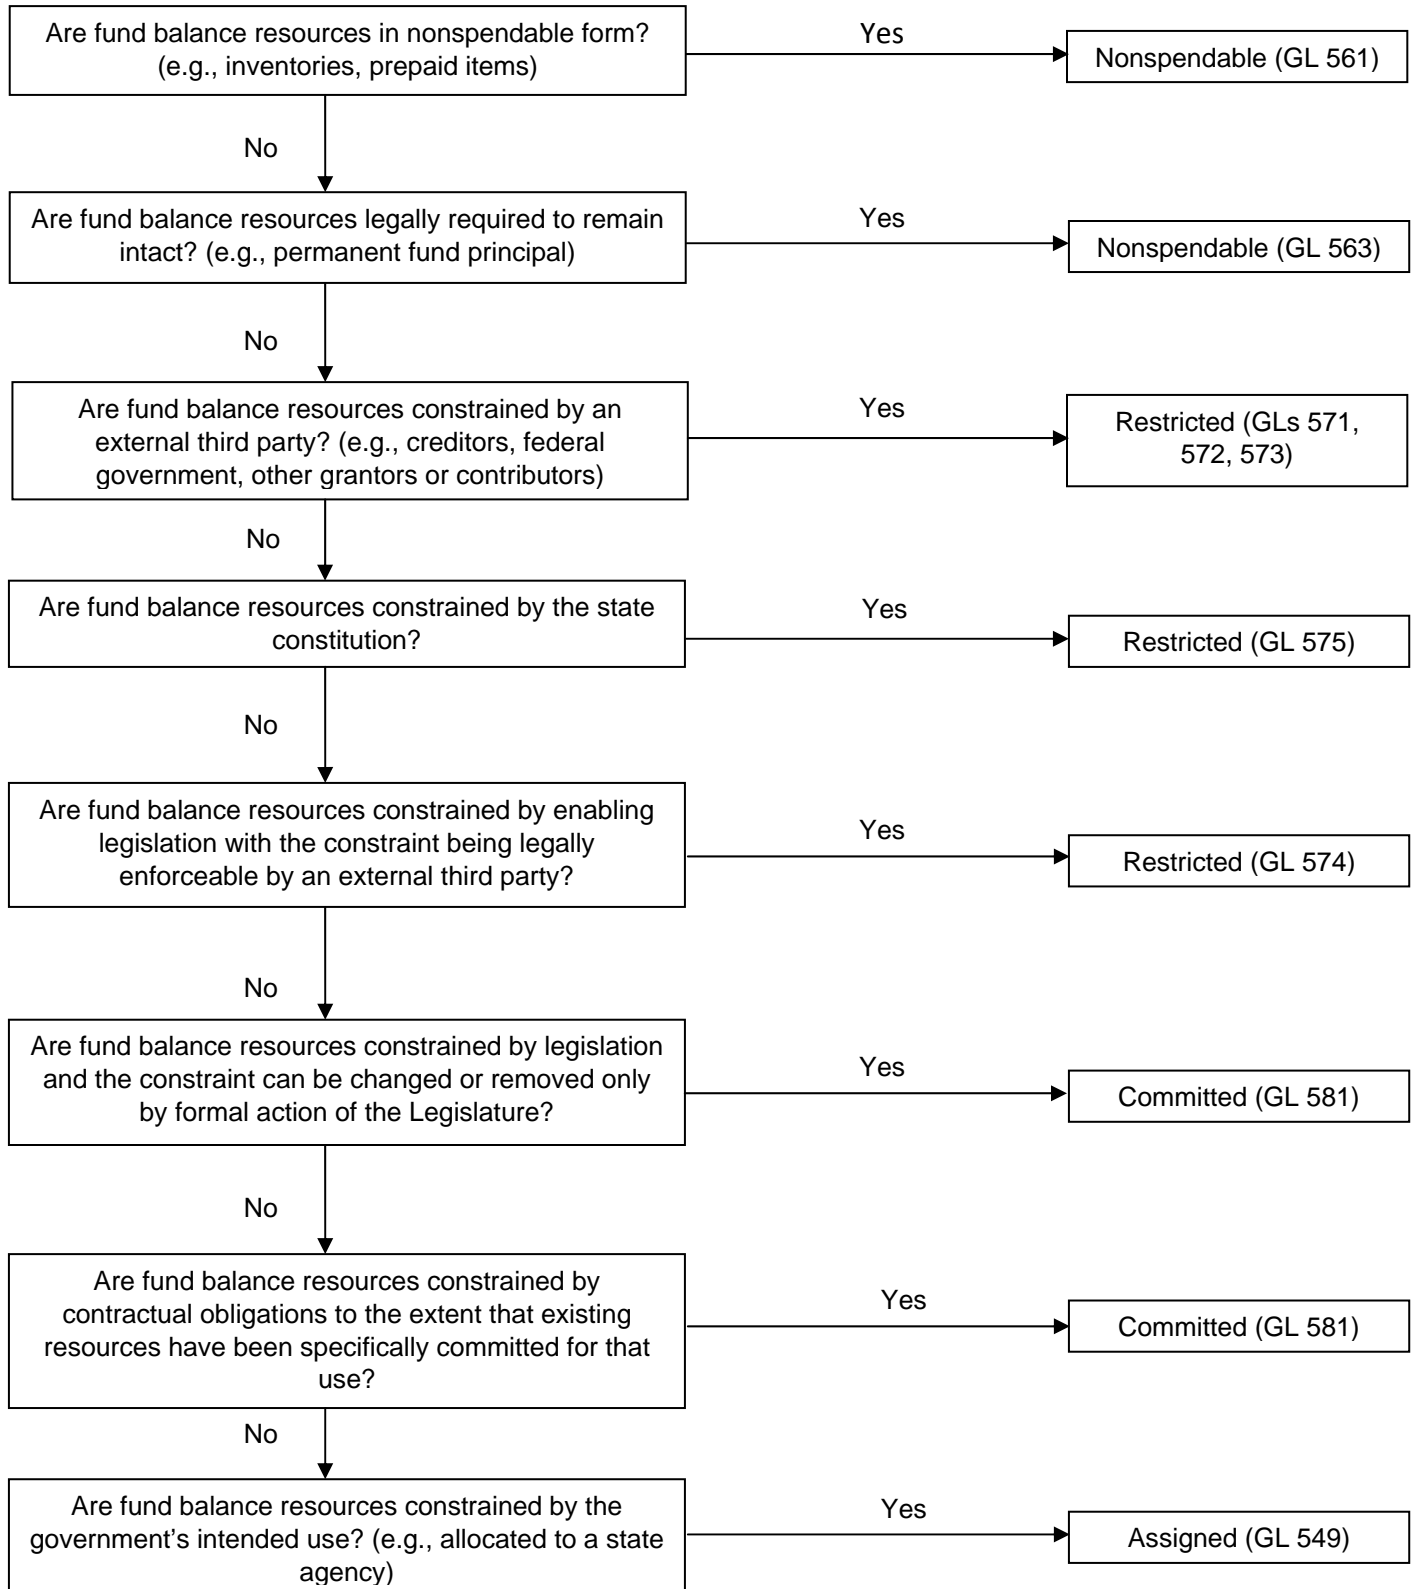 Are fund balance resources in nonspendable form?
(e.g., inventories, prepaid items)
Yes
Nonspendable (GL 561)
No
Are fund balance resources legally required to remain
intact? (e.g., permanent fund principal)
Yes
Nonspendable (GL 563)
No
Are fund balance resources constrained by an
external third party? (e.g., creditors, federal
government, other grantors or contributors)
Yes
Restricted (GLs 571,
572, 573)
No
Are fund balance resources constrained by the state
constitution?
Yes
Restricted (GL 575)
No
Are fund balance resources constrained by enabling
legislation with the constraint being legally
enforceable by an external third party?
Yes
Restricted (GL 574)
No
Are fund balance resources constrained by legislation
and the constraint can be changed or removed only
by formal action of the Legislature?
Yes
Committed (GL 581)
No
Are fund balance resources constrained by
contractual obligations to the extent that existing
resources have been specifically committed for that
use?
Yes
Committed (GL 581)
No
Are fund balance resources constrained by the
government’s intended use? (e.g., allocated to a state
agency)
Yes
Assigned (GL 549)